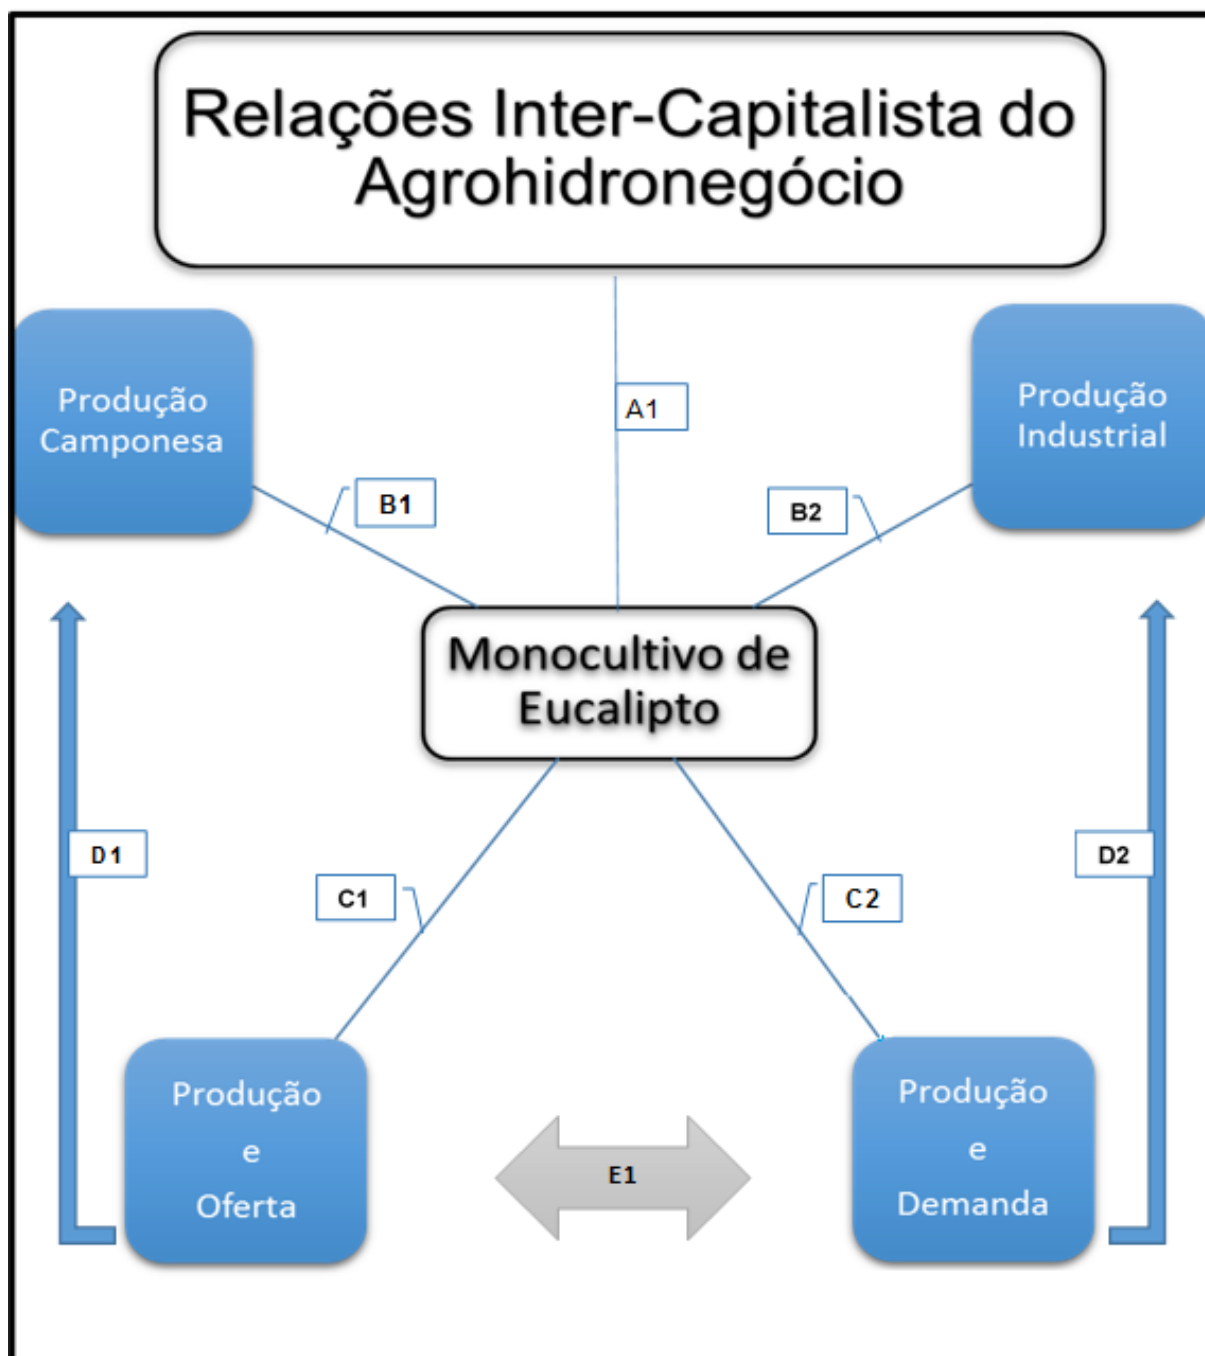 Relações Inter-Capitalista do
Agrohidronegócio
Produção
Camponesa
A1
Produção
Industrial
B1
B2
Monocultivo de
Eucalipto
D1
C1
C2
D2
Produção
e
Oferta
E1
Produção
e
Demanda